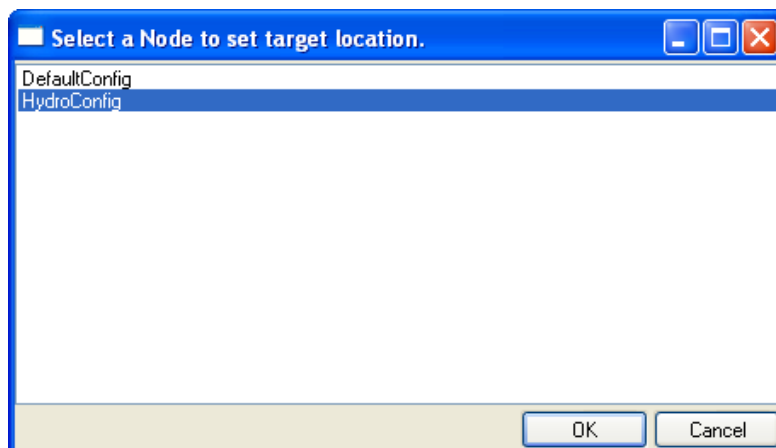 Select a Node to set target location.
DefaultConfig
HydroConfig
OK Cancel